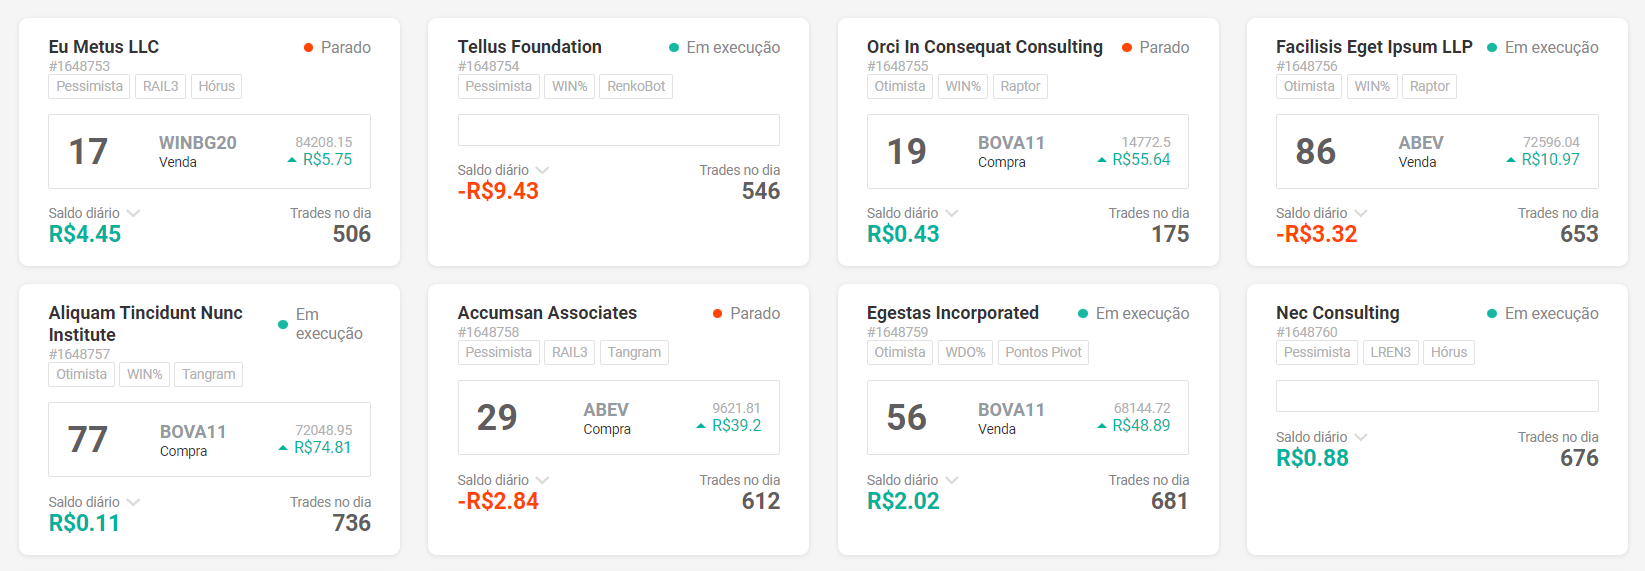 Eu Metus LLC
Parado
#1648753
Pessimista RAIL3 Hórus
17
WINBG20
Venda
84208.15
R$5.75
Saldo diário
R$4.45
Trades no dia
506
Tellus Foundation
Em execução
#1648754
Pessimista WIN% RenkoBot
Saldo diário
-R$9.43
Trades no dia
546
Orci In Consequat Consulting
Parado
#1648755
Otimista WIN% Raptor
19
BOVA11
Compra
14772.5
R$55.64
Saldo diário
R$0.43
Trades no dia
175
Facilisis Eget Ipsum LLP
Em execução
#1648756
Otimista WIN% Raptor
86
ABEV
Venda
72596.04
R$10.97
Saldo diário
-R$3.32
Trades no dia
653
Aliquam Tincidunt Nunc
Institute
Em
execução
#1648757
Otimista WIN% Tangram
77
BOVA11
Compra
72048.95
R$74.81
Saldo diário
R$0.11
Trades no dia
736
Accumsan Associates
Parado
#1648758
Pessimista RAIL3 Tangram
29
ABEV
Compra
9621.81
R$39.2
Saldo diário
-R$2.84
Trades no dia
612
Egestas Incorporated
Em execução
#1648759
Otimista WDO% Pontos Pivot
56
BOVA11
Venda
68144.72
R$48.89
Saldo diário
R$2.02
Trades no dia
681
Nec Consulting
Em execução
#1648760
Pessimista LREN3 Hórus
Saldo diário
R$0.88
Trades no dia
676